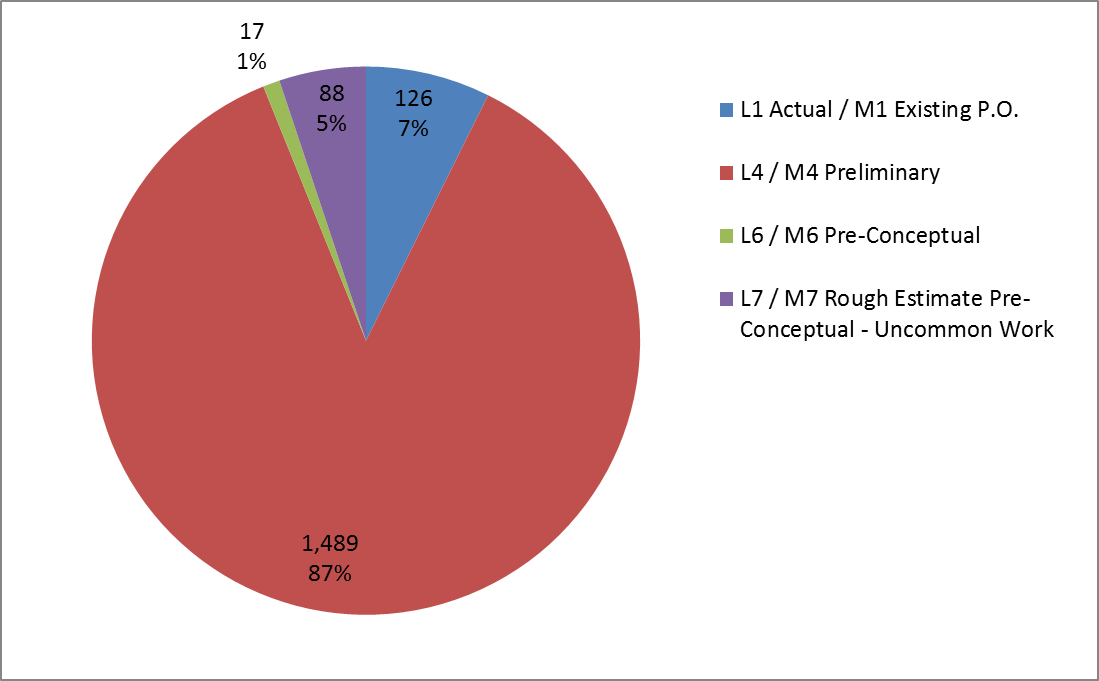 17
1%
88
5%
126
7%
1,489
87%
L1 Actual / M1 Existing P.O.
L4 / M4 Preliminary
L6 / M6 Pre-Conceptual
L7 / M7 Rough Estimate Pre-
Conceptual - Uncommon Work